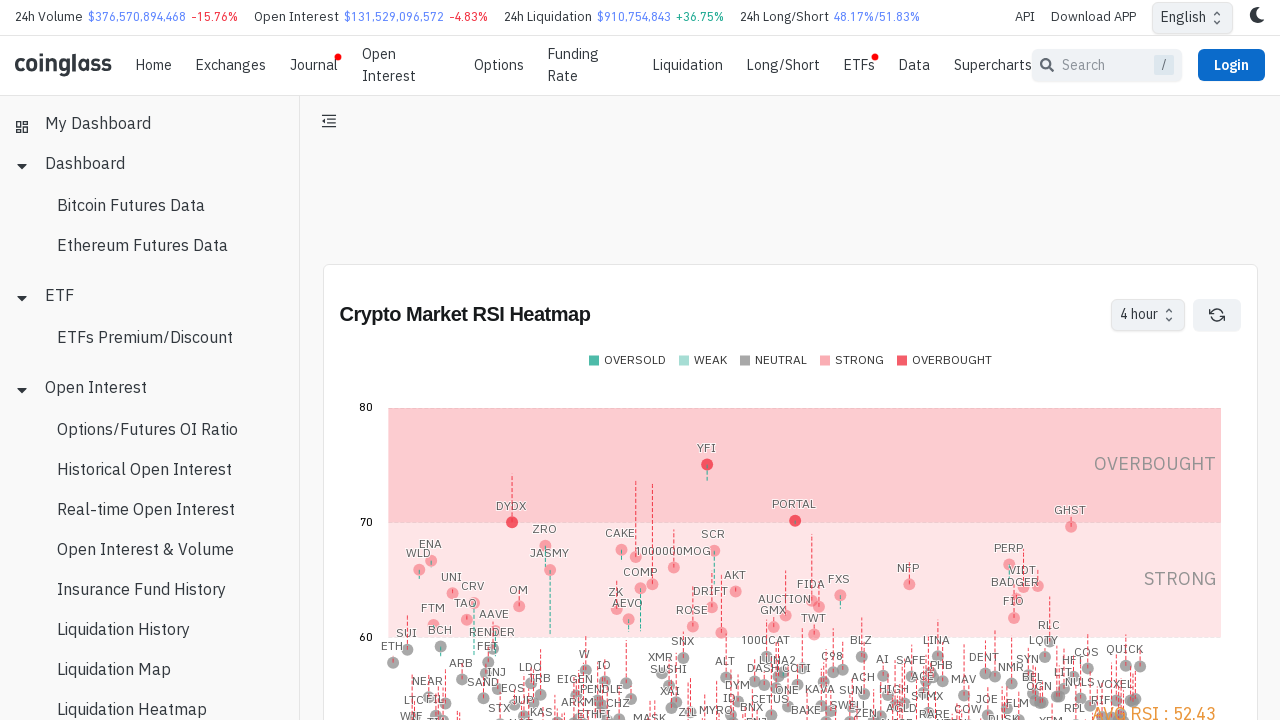 24h Volume $376,570,894,468 -15.76% Open Interest $131,529,096,572 -4.83% 24h Liquidation $910,754,843 +36.75% 24h Long/Short 48.17%/51.83% API Download APP English
coinglass Home Exchanges Journal Open Interest Options Funding Rate Liquidation Long/Short ETFs Data Supercharts Search / Login
My Dashboard
Dashboard
Bitcoin Futures Data
Ethereum Futures Data
ETF
ETFs Premium/Discount
Open Interest
Options/Futures OI Ratio
Historical Open Interest
Real-time Open Interest
Open Interest & Volume
Insurance Fund History
Liquidation History
Liquidation Map
Liquidation Heatmap
Crypto Market RSI Heatmap
4 hour
OVERSOLD WEAK NEUTRAL STRONG OVERBOUGHT
80
YFI
OVERBOUGHT
DYDX PORTAL GHST
70
ZRO CAKE SCR
ENA WLD JASMY 1000000MOG PERP
UNI COMP AKT FXS NFP VIDT STRONG
CRV OM ZK DRIFT FIDA BADGER
FTM TAO AEVO ROSE AUCTION FIO
AAVE GMX TWT
SUI BCH RENDER RLC
60
ETH FET SNX 100CCAT BLZ LINA LQTY QUICK
ARB W XMR ALT LUNA2 C98 AI SAFE DENT SYN HFT COS
INJ LDO IO SUSHI DASH COTI PHB NMR LIT
NEAR SAND TRB EIGEN ACH ACE MAV BEL NULS VOXEL
EOS PENDLE XAI DYM ONE KAVA SUN HIGH OGN
LTC FIL JUP ARKM CHZ ID CETUS STMX JOE FLM
STX KAS ETHFI ZIL MYRO BNX BAKE ZEN AGLD RARE COW RPL
WIF MASK AVG RSI : 52.43